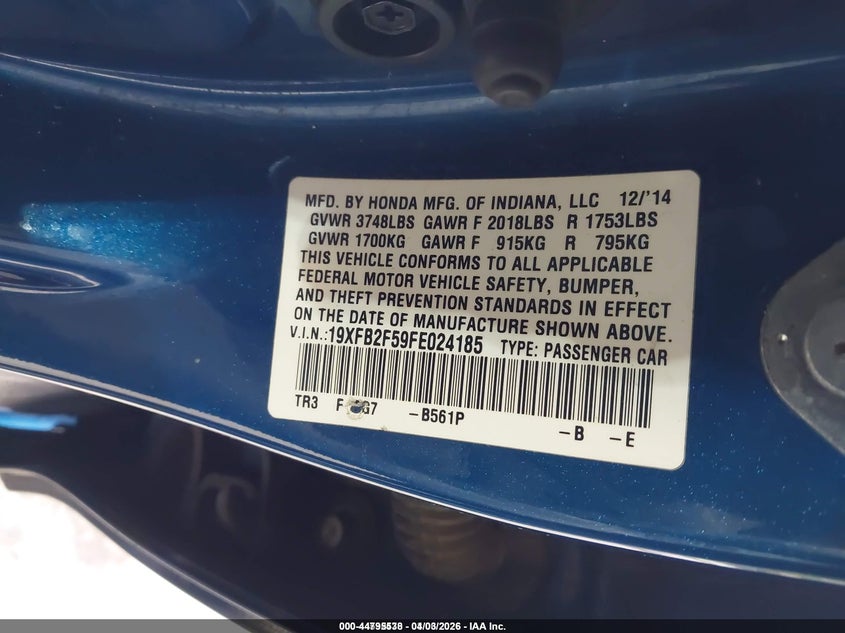 MFD. BY HONDA MFG. OF INDIANA, LLC 12/'14
GVWR 3748LBS GAWR F 2018LBS R 1753LBS
GVWR 1700KG GAWR F 915KG R 795KG
THIS VEHICLE CONFORMS TO ALL APPLICABLE
FEDERAL MOTOR VEHICLE SAFETY, BUMPER,
AND THEFT PREVENTION STANDARDS IN EFFECT
ON THE DATE OF MANUFACTURE SHOWN ABOVE.
V.I.N.:19XFB2F59FE024185 TYPE: PASSENGER CAR
TR3 F G7 -B561P -B -E
04/08/2026 - IAA Inc.